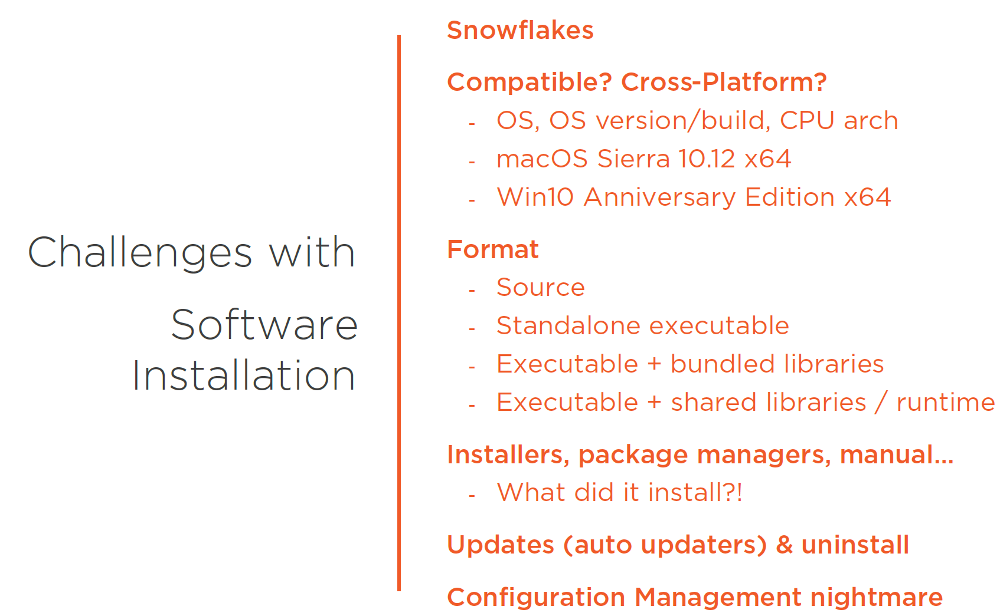 Challenges with
Software
Installation
Snowflakes
Compatible? Cross-Platform?
- OS, OS version/build, CPU arch
- macOS Sierra 10.12 x64
- Win10 Anniversary Edition x64
Format
- Source
- Standalone executable
- Executable + bundled libraries
- Executable + shared libraries / runtime
Installers, package managers, manual...
- What did it install?!
Updates (auto updaters) & uninstall
Configuration Management nightmare